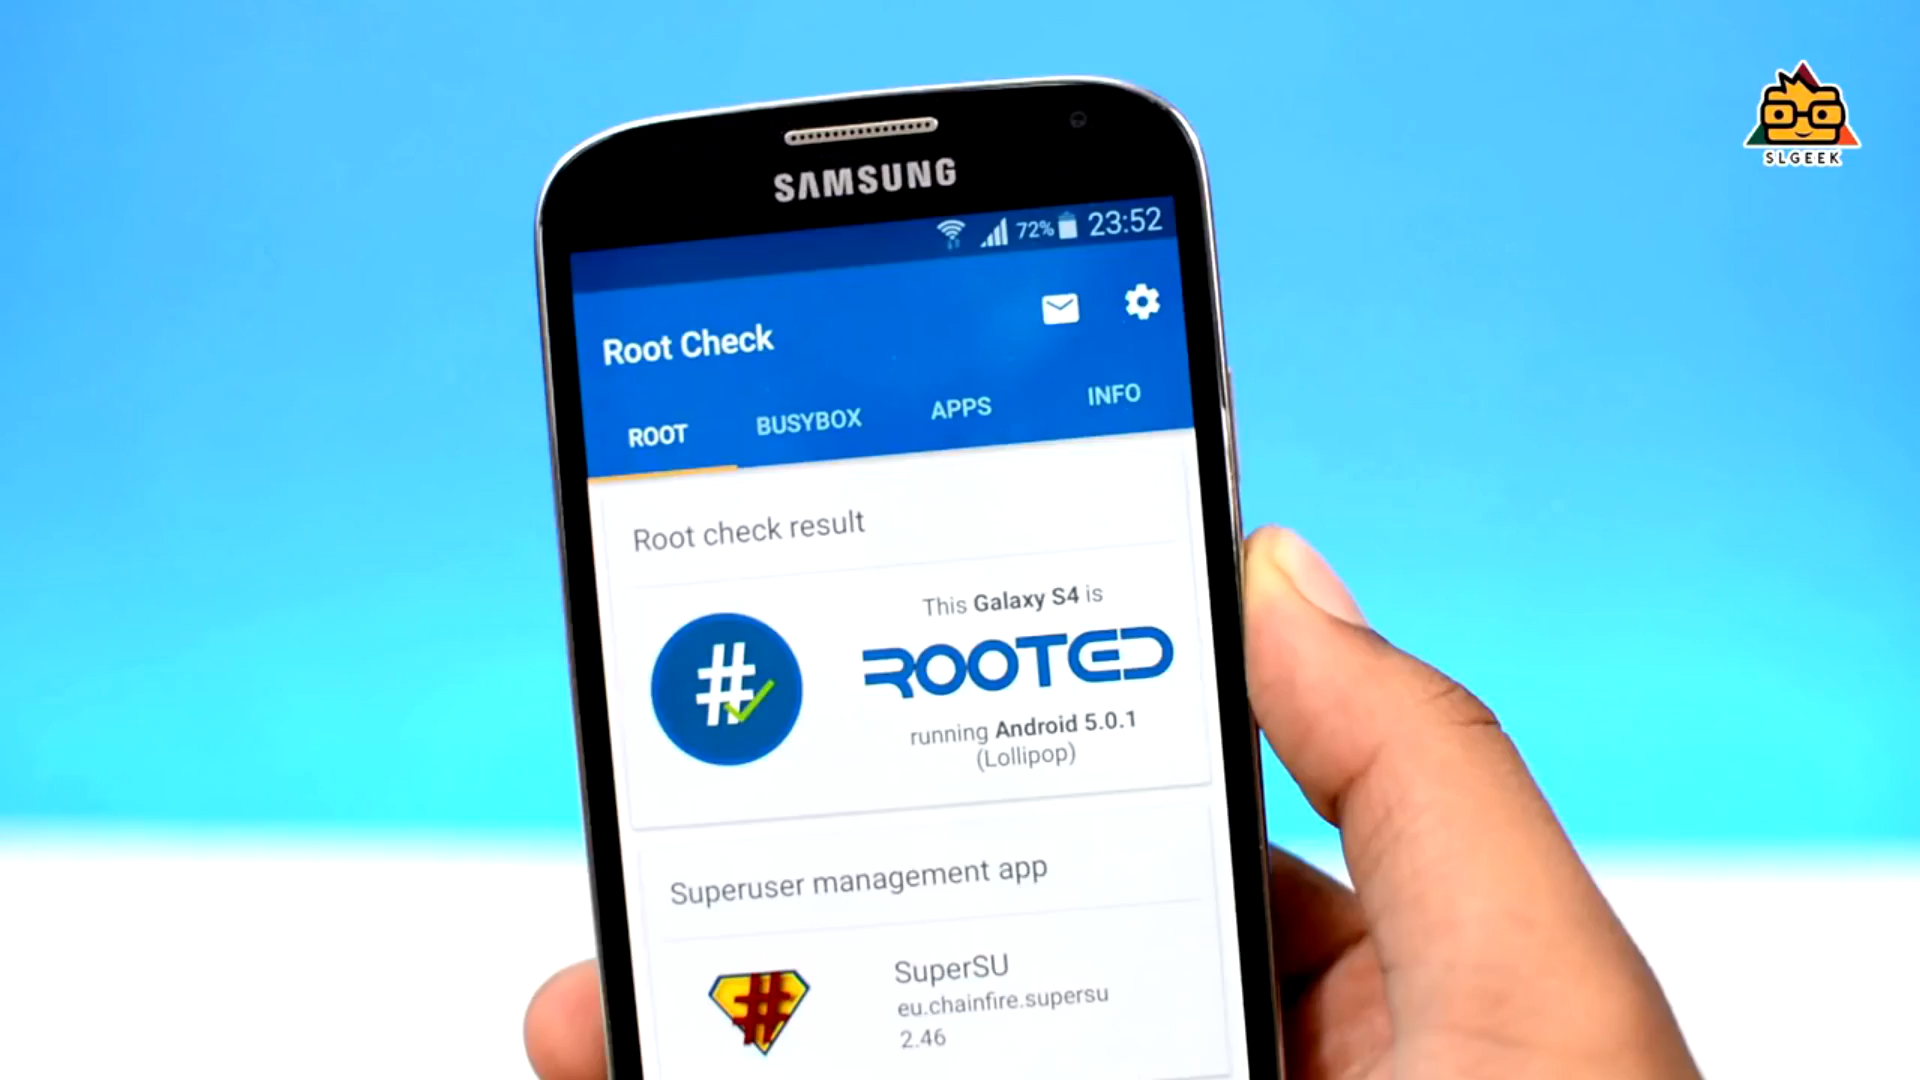 SLGEEK
SAMSUNG
72% 23:52
Root Check
ROOT BUSYBOX APPS INFO
Root check result
This Galaxy S4 is
ROOTED
running Android 5.0.1
(Lollipop)
Superuser management app
SuperSU
eu.chainfire.supersu
2.46